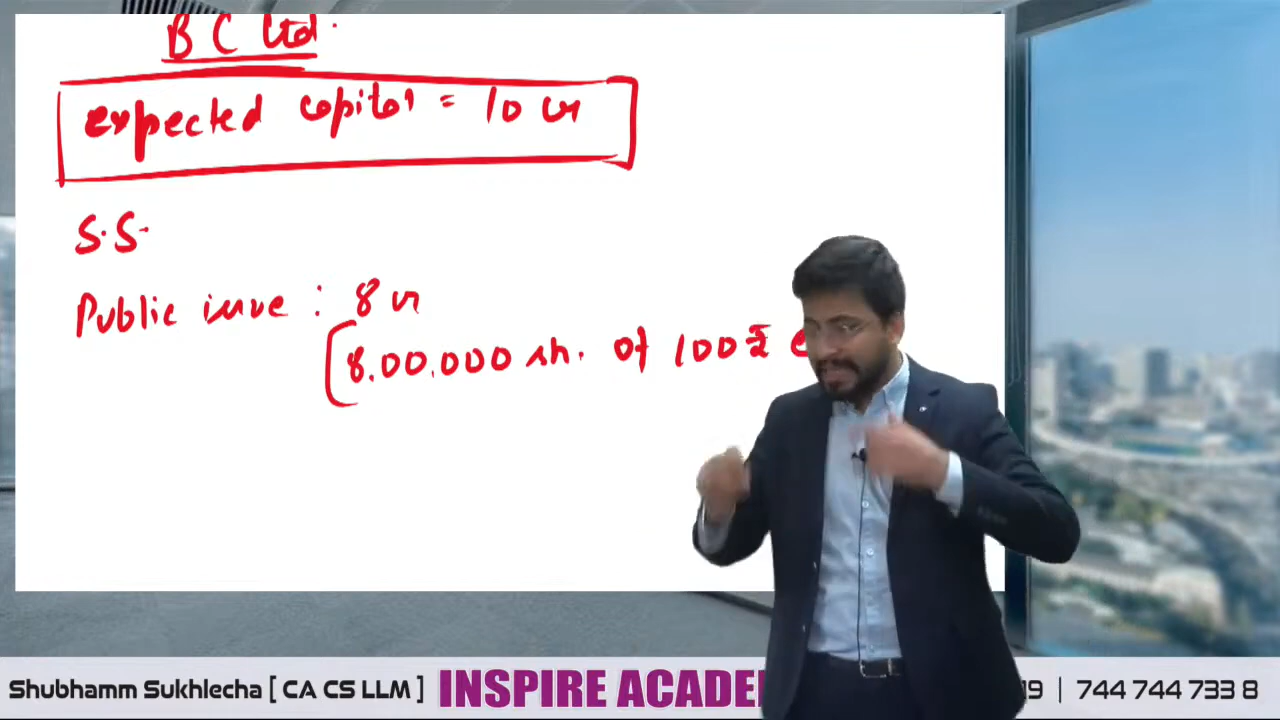 B C Ltd.
expected capital = 10 cr
S.S.
Public issue : 8 cr
[8,00,000 sh. of 100₹
Shubhamm Sukhlecha [ CA CS LLM ] INSPIRE ACADE 19 | 744 744 733 8